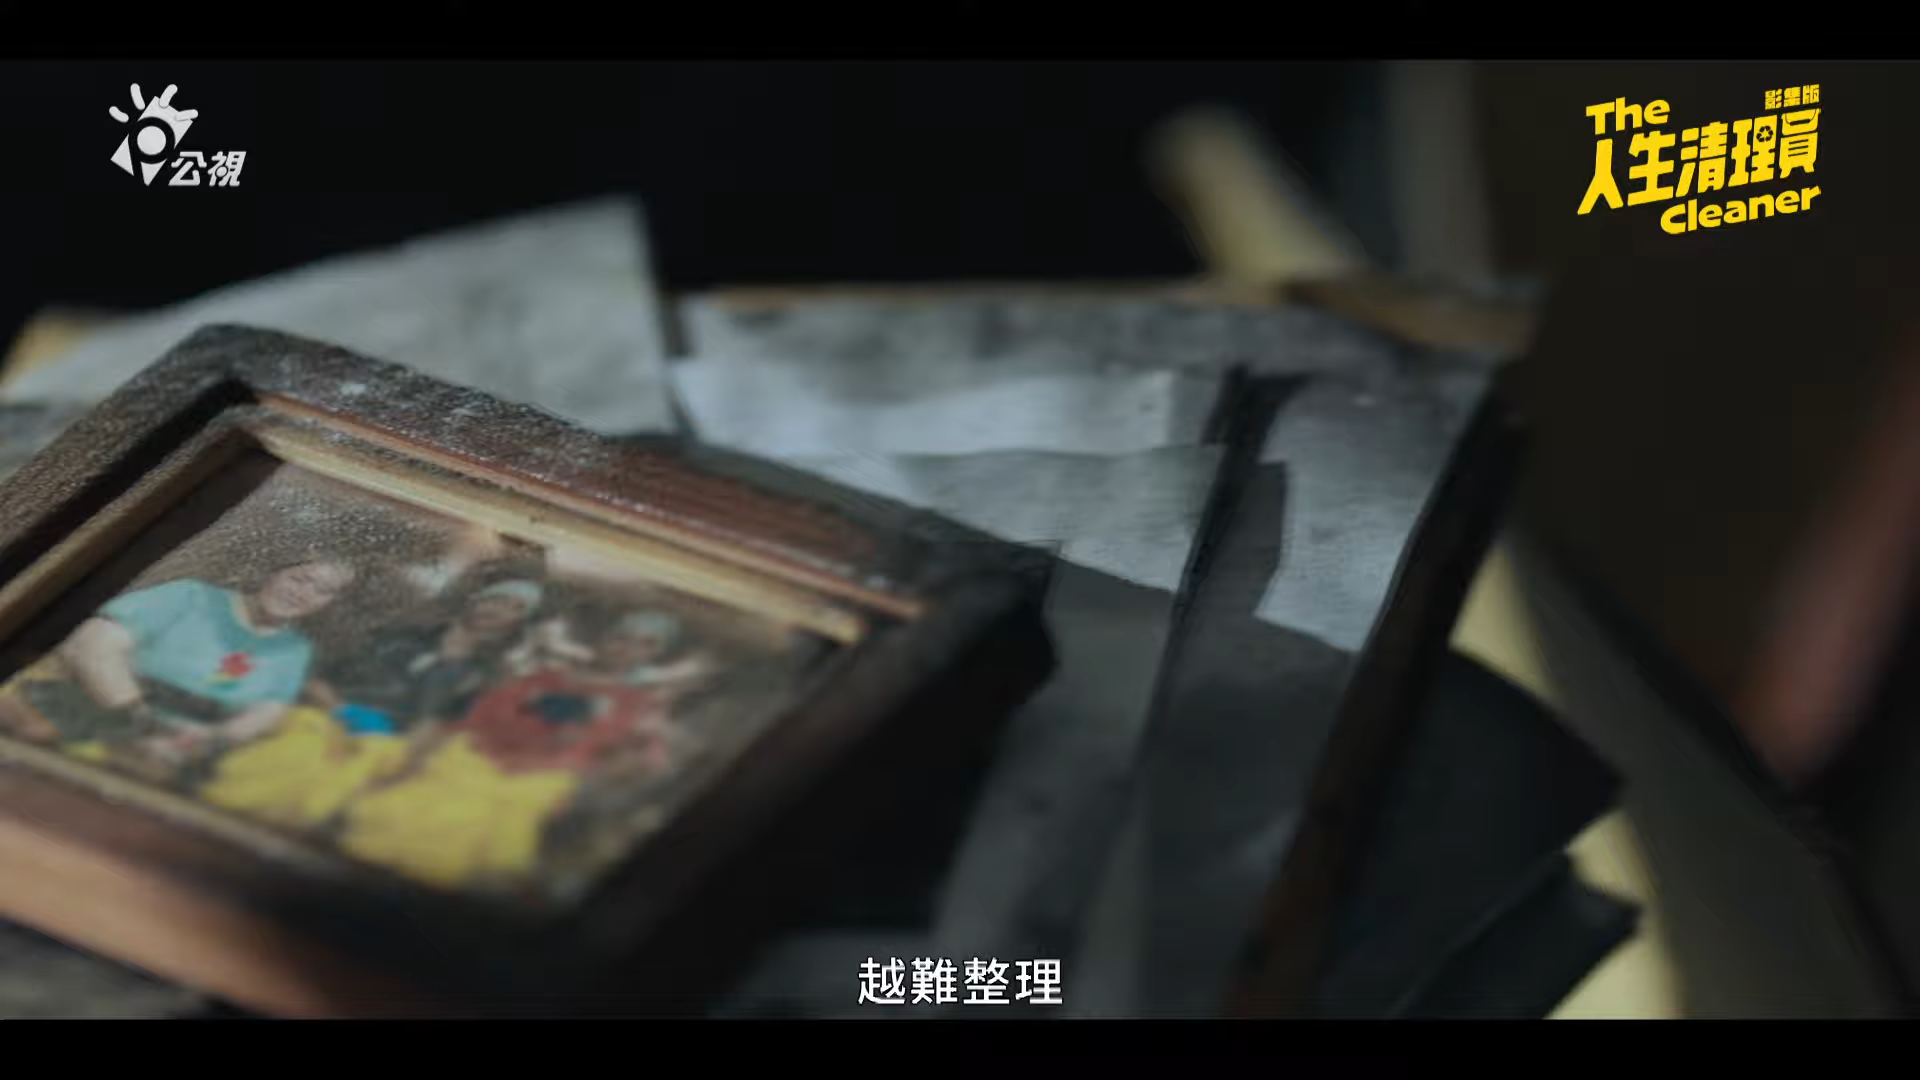 公視
影集版
The
人生清理員
Cleaner
越難整理